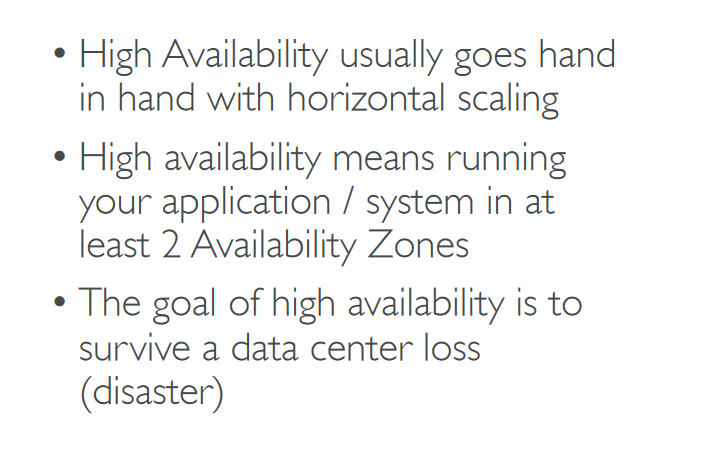 • High Availability usually goes hand
in hand with horizontal scaling
• High availability means running
your application / system in at
least 2 Availability Zones
• The goal of high availability is to
survive a data center loss
(disaster)